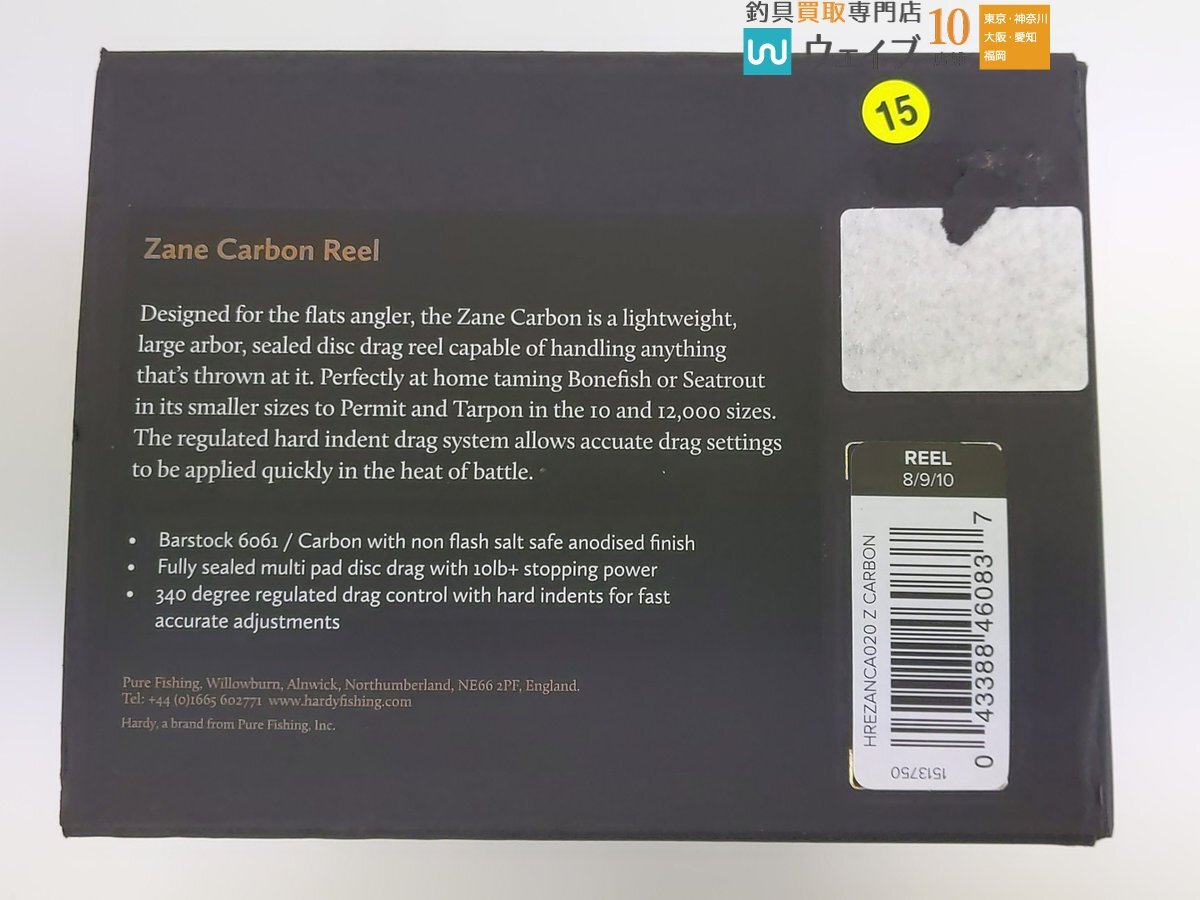 釣具買取専門店
ウェイブ
10
店舗
東京・神奈川
大阪・愛知
福岡
15
Zane Carbon Reel
Designed for the flats angler, the Zane Carbon is a lightweight,
large arbor, sealed disc drag reel capable of handling anything
that's thrown at it. Perfectly at home taming Bonefish or Seatrout
in its smaller sizes to Permit and Tarpon in the 10 and 12,000 sizes.
The regulated hard indent drag system allows accuate drag settings
to be applied quickly in the heat of battle.
• Barstock 6061 / Carbon with non flash salt safe anodised finish
• Fully sealed multi pad disc drag with 10lb+ stopping power
• 340 degree regulated drag control with hard indents for fast
accurate adjustments
Pure Fishing, Willowburn, Alnwick, Northumberland, NE66 2PF, England.
Tel: +44 (0)1665 602771 www.hardyfishing.com
Hardy, a brand from Pure Fishing, Inc.
REEL
8/9/10
HREZANCA020 Z CARBON
0 43388 46083 7
1513750